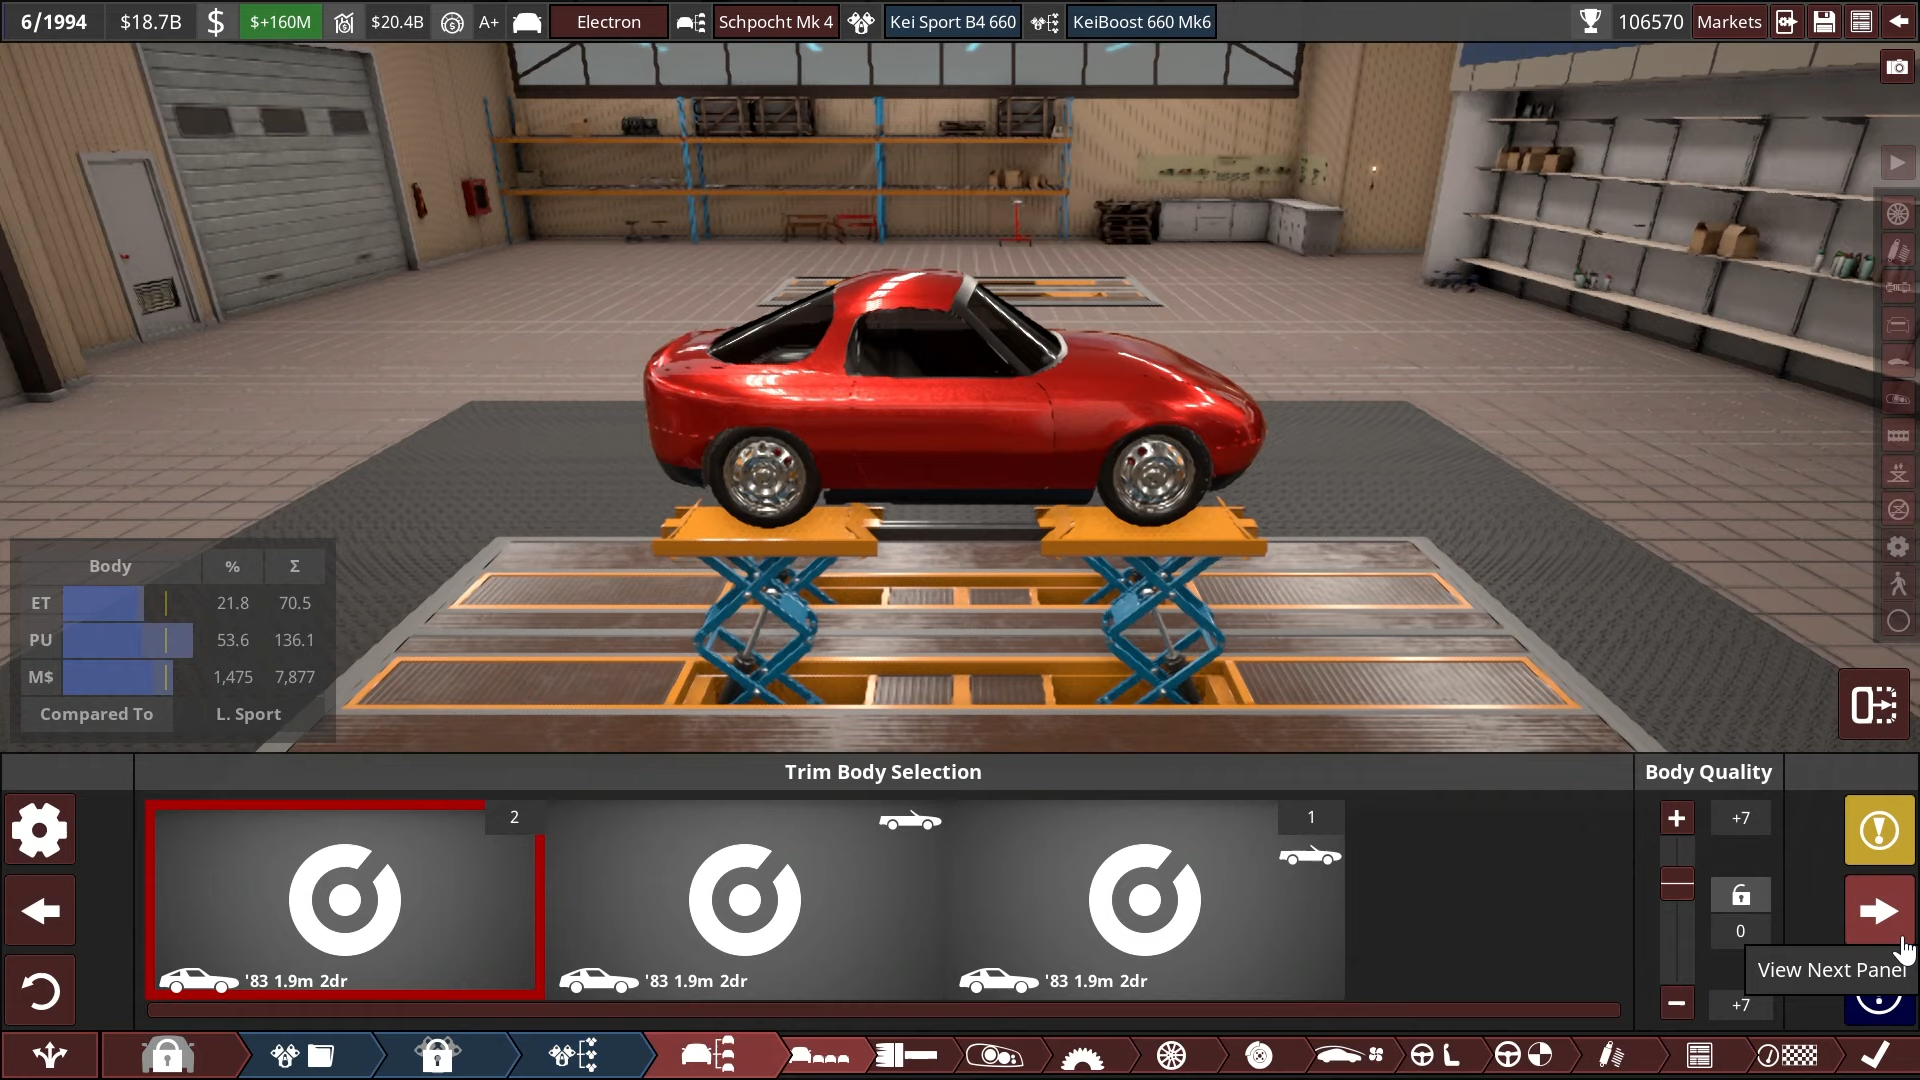 6/1994 $18.7B $ $+160M $20.4B A+ Electron Schpocht Mk 4 Kei Sport B4 660 KeiBoost 660 Mk6 106570 Markets
Body % Σ
ET 21.8 70.5
PU 53.6 136.1
M$ 1,475 7,877
Compared To L. Sport
Trim Body Selection
2
'83 1.9m 2dr
'83 1.9m 2dr
1
'83 1.9m 2dr
Body Quality
+ +7
0
- +7
View Next Panel